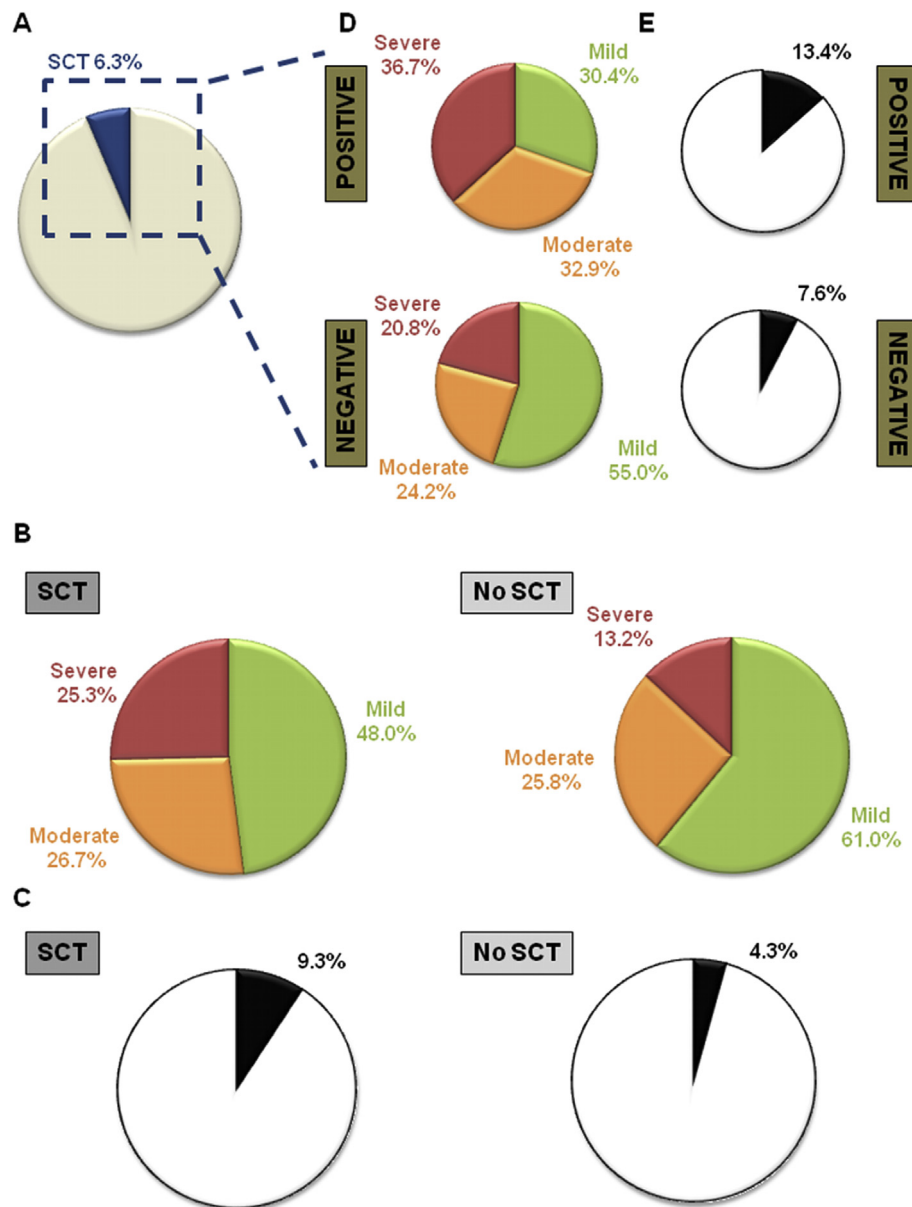 A
SCT 6.3%
D
POSITIVE
Severe
36.7%
Mild
30.4%
Moderate
32.9%
NEGATIVE
Severe
20.8%
Moderate
24.2%
Mild
55.0%
E
13.4%
POSITIVE
7.6%
NEGATIVE
B
SCT
Severe
25.3%
Mild
48.0%
Moderate
26.7%
No SCT
Severe
13.2%
Moderate
25.8%
Mild
61.0%
C
SCT
9.3%
No SCT
4.3%